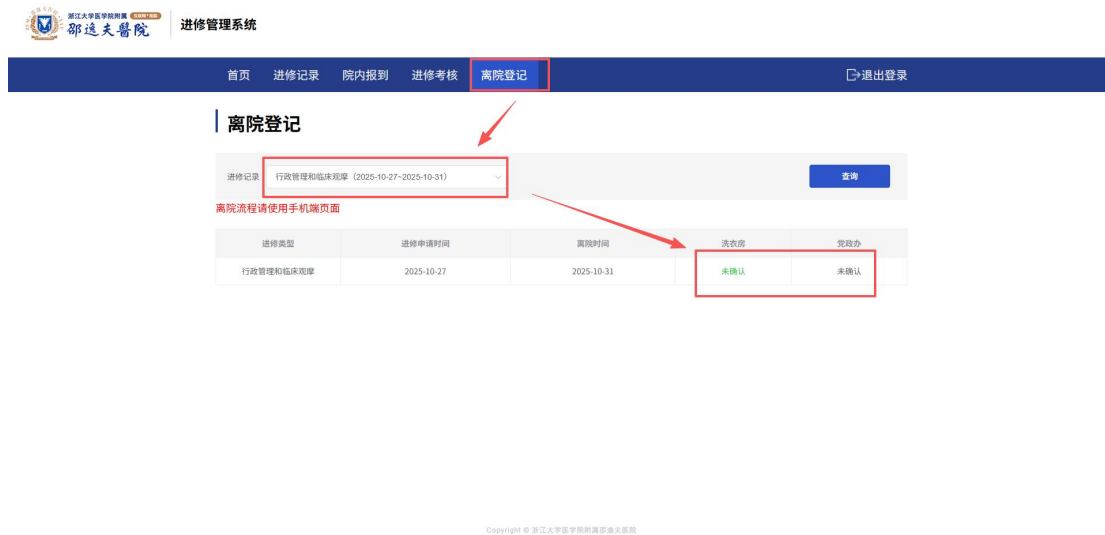 浙江大学医学院附属
邵逸夫醫院
进修管理系统
首页 进修记录 院内报到 进修考核 离院登记 退出登录
离院登记
进修记录 行政管理和临床观摩（2025-10-27~2025-10-31） 查询
离院流程请使用手机端页面
进修类型 进修申请时间 离院时间 洗衣房 党政办
行政管理和临床观摩 2025-10-27 2025-10-31 未确认 未确认
Copyright © 浙江大学医学院附属邵逸夫医院